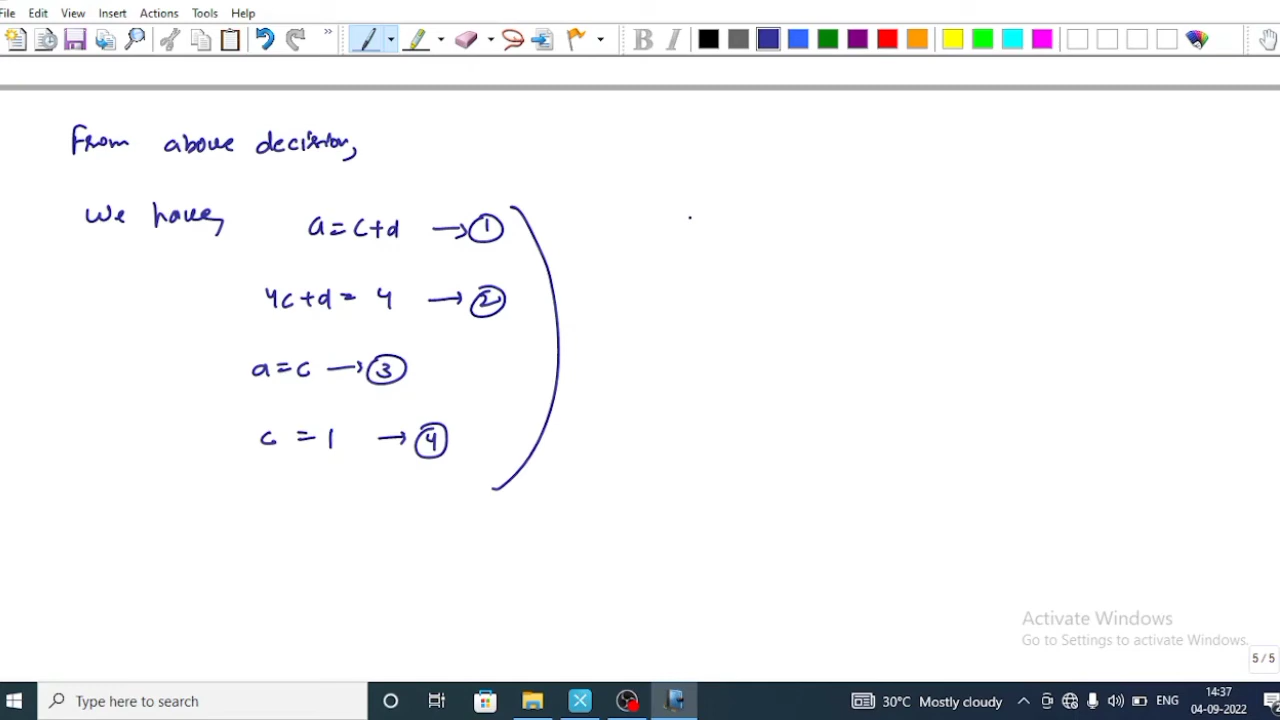 File Edit View Insert Actions Tools Help
B I
From above decision,
we have, a = c+d → 1
4c+d = 4 → 2
a = c → 3
c = 1 → 4
Activate Windows
Go to Settings to activate Windows.
5 / 5
Type here to search
30°C Mostly cloudy ENG 14:37
04-09-2022